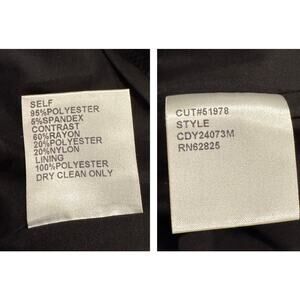 SELF
95%POLYESTER
5%SPANDEX
CONTRAST
60%RAYON
20%POLYESTER
20%NYLON
LINING
100%POLYESTER
DRY CLEAN ONLY
CUT#51978
STYLE
CDY24073M
RN62825